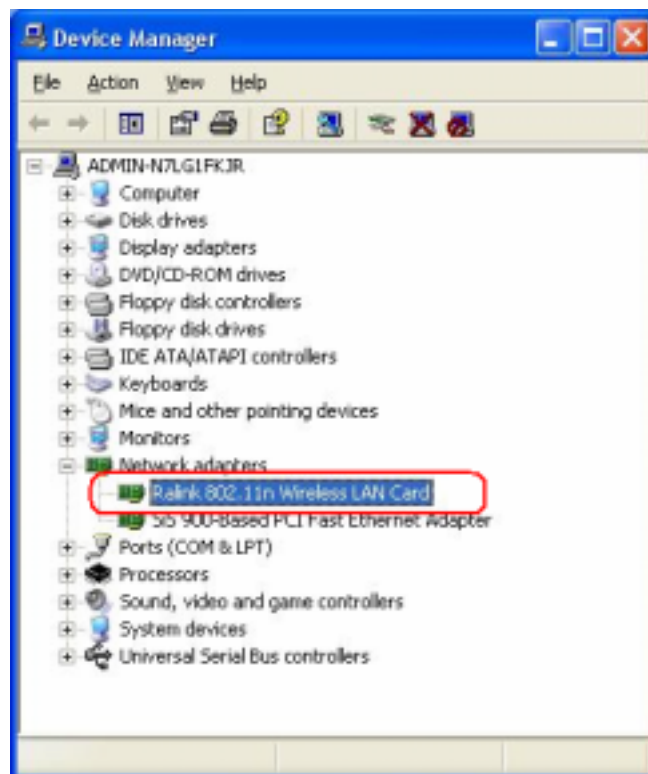 Device Manager
File Action View Help
ADMIN-N7LG1FKJR
Computer
Disk drives
Display adapters
DVD/CD-ROM drives
Floppy disk controllers
Floppy disk drives
IDE ATA/ATAPI controllers
Keyboards
Mice and other pointing devices
Monitors
Network adapters
Ralink 802.11n Wireless LAN Card
SiS 900-Based PCI Fast Ethernet Adapter
Ports (COM & LPT)
Processors
Sound, video and game controllers
System devices
Universal Serial Bus controllers